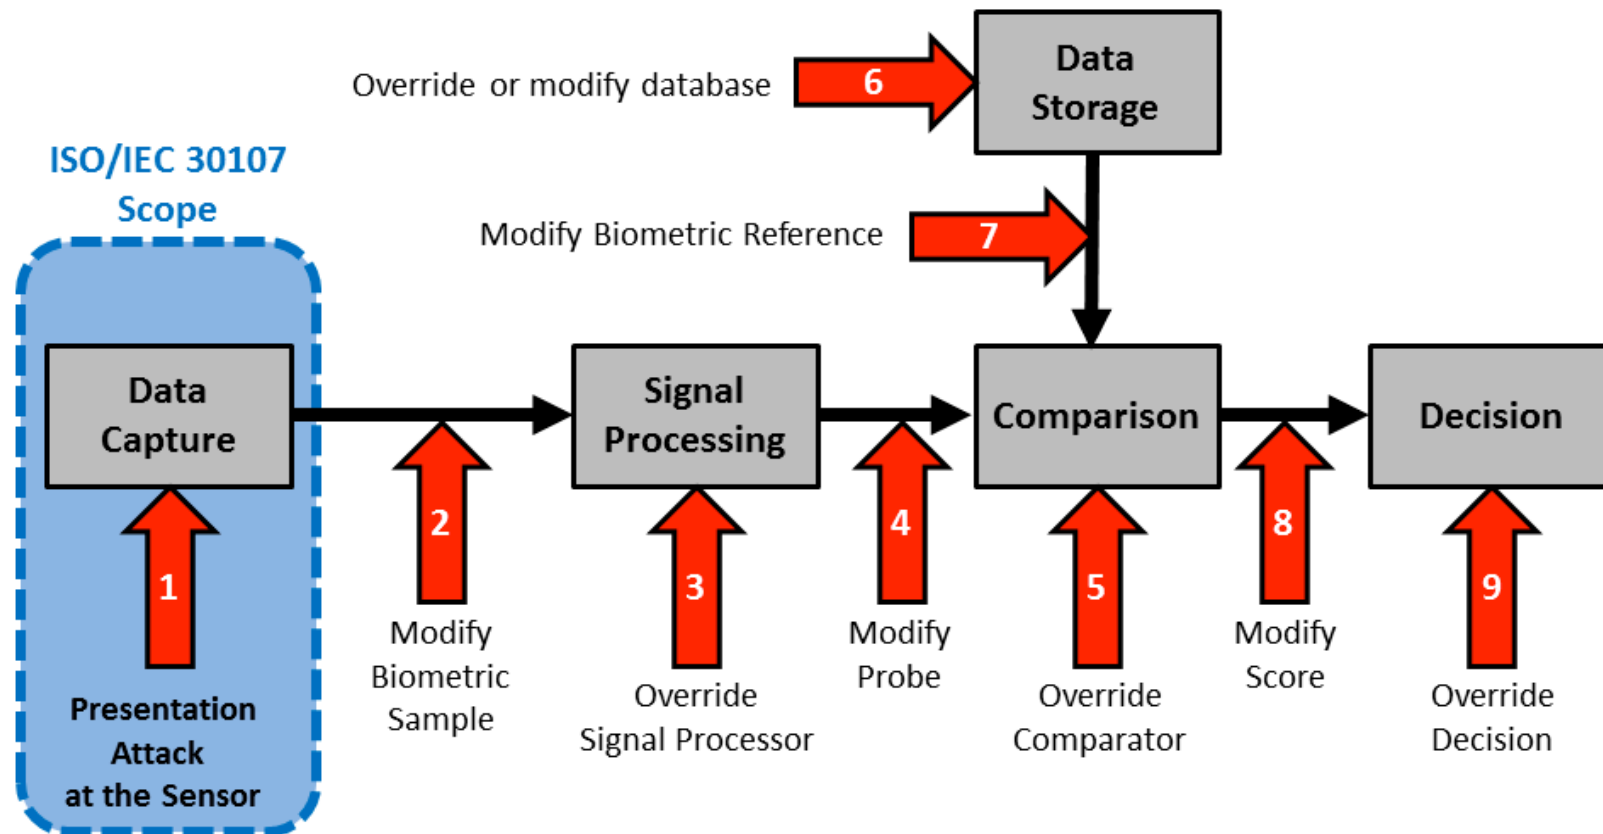 Override or modify database
6
Data
Storage
ISO/IEC 30107
Scope
Modify Biometric Reference
7
Data
Capture
Signal
Processing
Comparison
Decision
1
2
3
4
5
8
9
Presentation
Attack
at the Sensor
Modify
Biometric
Sample
Override
Signal Processor
Modify
Probe
Override
Comparator
Modify
Score
Override
Decision